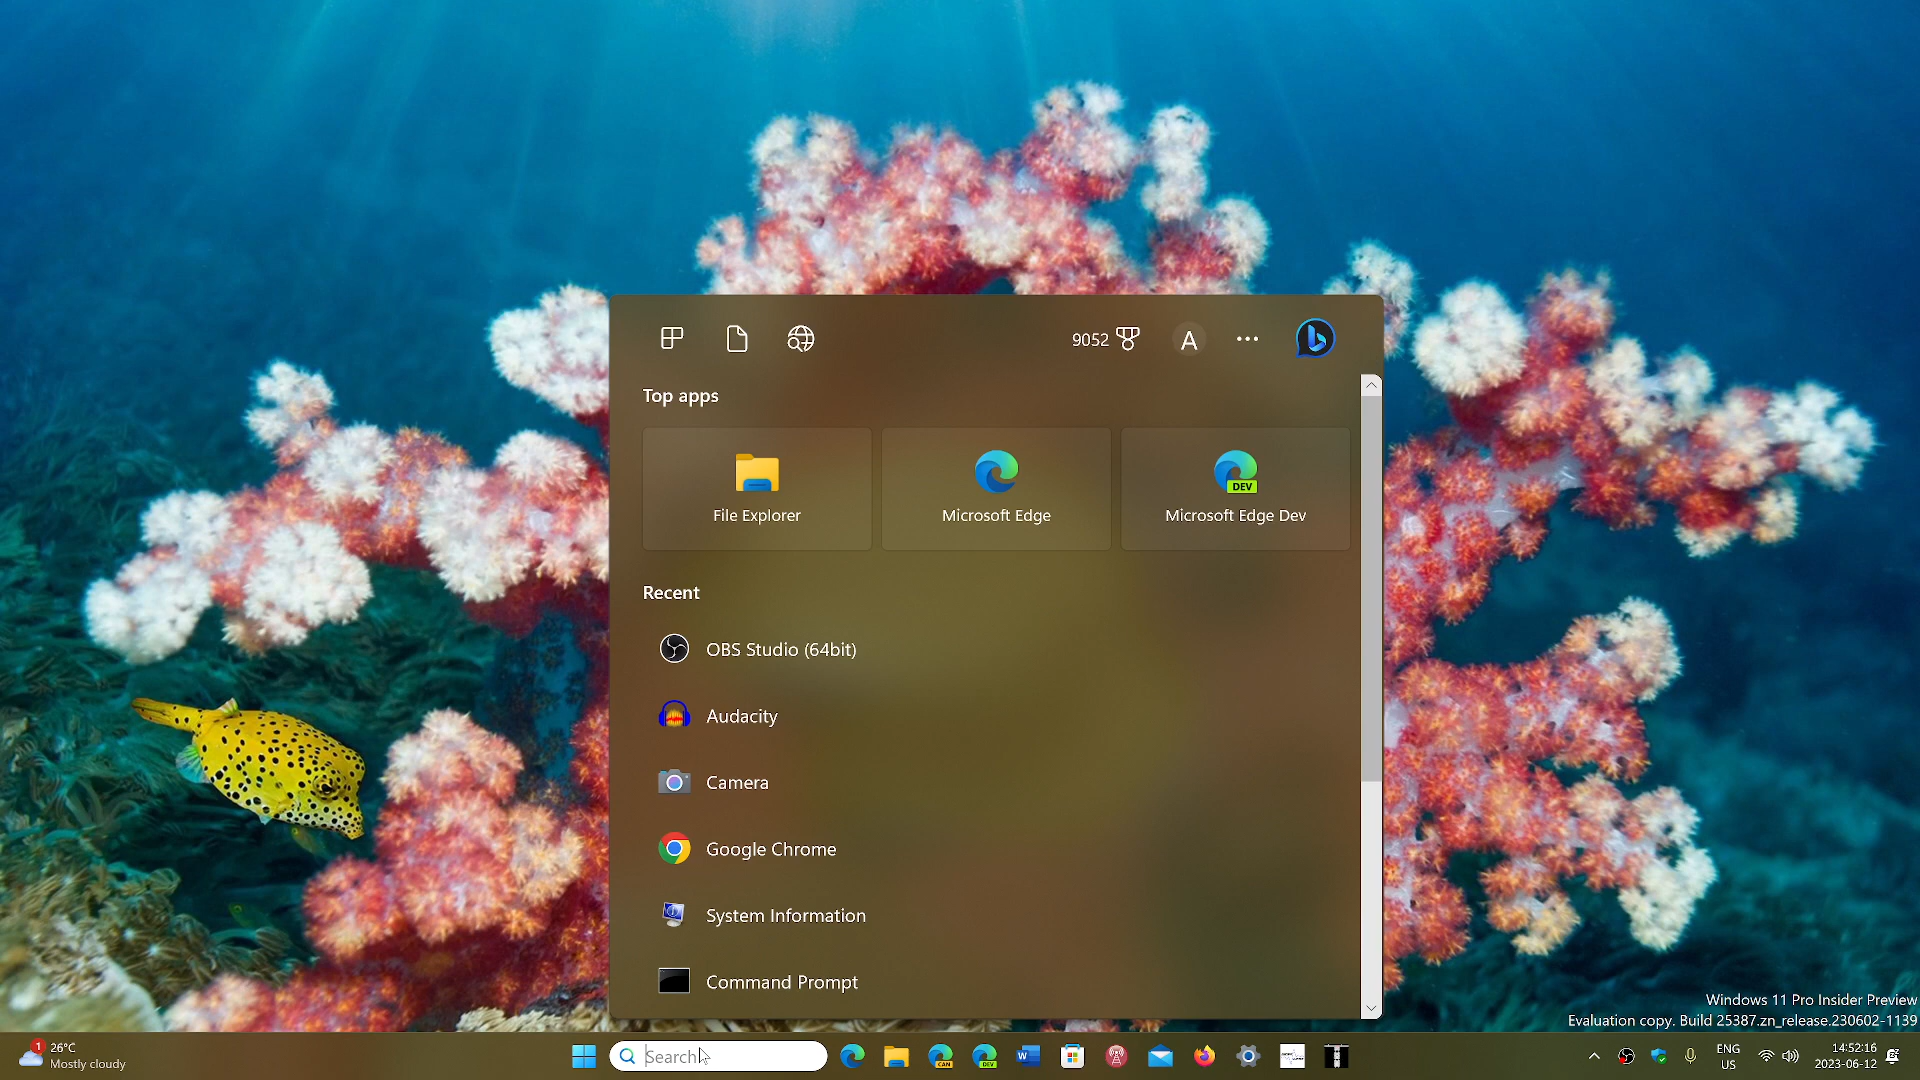 9052
A
Top apps
File Explorer
Microsoft Edge
DEV
Microsoft Edge Dev
Recent
OBS Studio (64bit)
Audacity
Camera
Google Chrome
System Information
Command Prompt
Windows 11 Pro Insider Preview
Evaluation copy. Build 25387.zn_release.230602-1139
1
26°C
Mostly cloudy
Search
CAN
DEV
ENG
US
14:52:16
2023-06-12